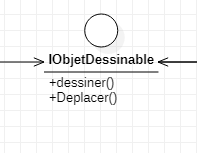 IObjetDessinable
+dessiner()
+Deplacer()